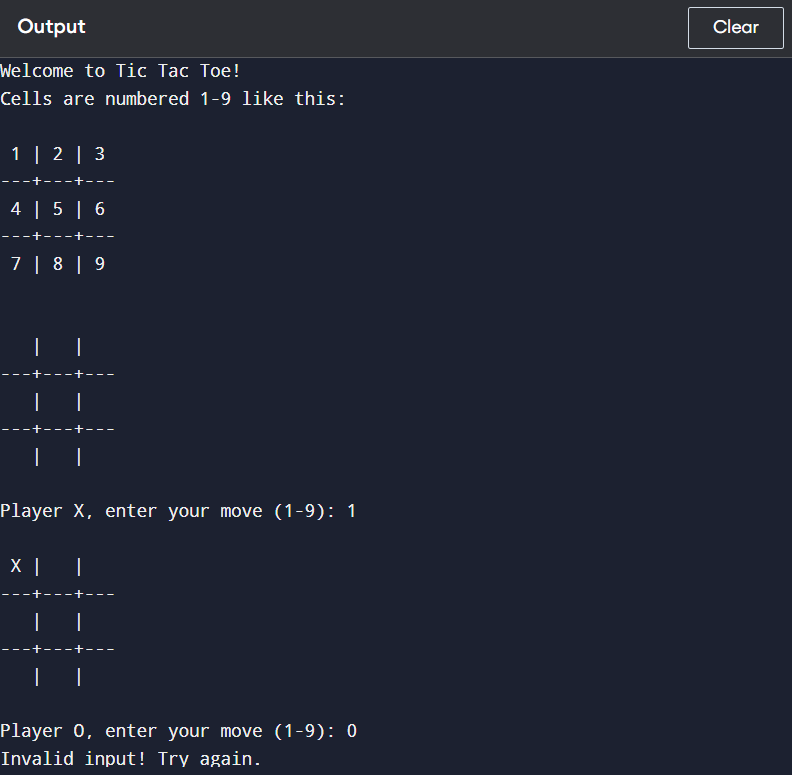 Output
Clear
Welcome to Tic Tac Toe!
Cells are numbered 1-9 like this:
 1 | 2 | 3
---+---+---
 4 | 5 | 6
---+---+---
 7 | 8 | 9
   |   |
---+---+---
   |   |
---+---+---
   |   |
Player X, enter your move (1-9): 1
 X |   |
---+---+---
   |   |
---+---+---
   |   |
Player O, enter your move (1-9): 0
Invalid input! Try again.